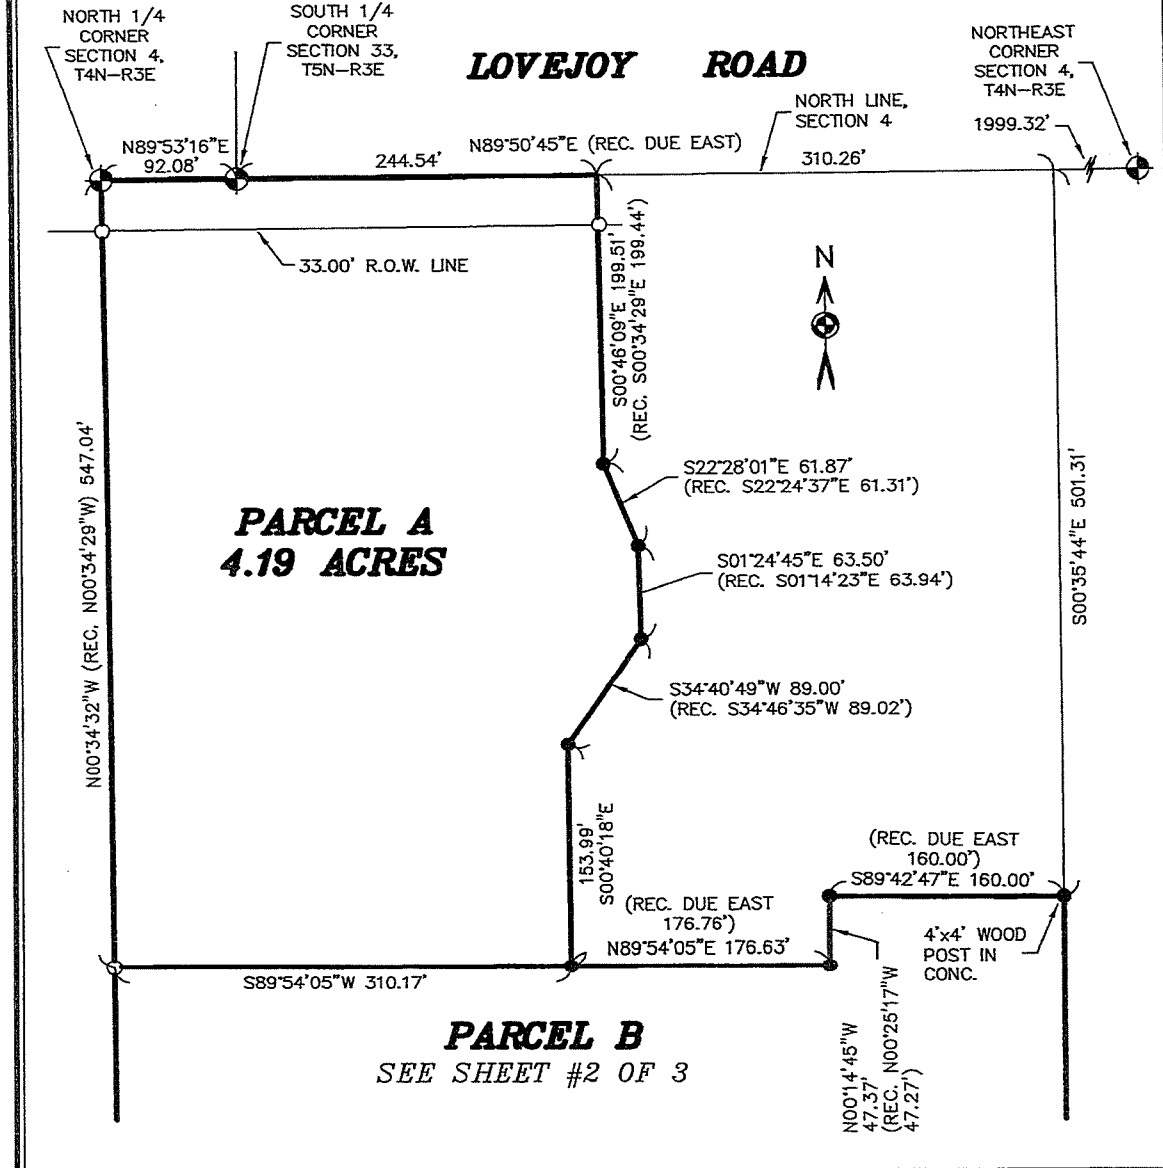 NORTH 1/4
CORNER
SECTION 4,
T4N-R3E
SOUTH 1/4
CORNER
SECTION 33,
T5N-R3E
LOVEJOY ROAD
NORTHEAST
CORNER
SECTION 4,
T4N-R3E
NORTH LINE,
SECTION 4
1999.32'
N89°53'16"E
92.08'
244.54'
N89°50'45"E (REC. DUE EAST)
310.26'
33.00' R.O.W. LINE
S00°46'09"E 199.51'
(REC. S00°34'29"E 199.44')
N
N00°34'32"W (REC. N00°34'29"W) 547.04'
S22°28'01"E 61.87'
(REC. S22°24'37"E 61.31')
PARCEL A
4.19 ACRES
S01°24'45"E 63.50'
(REC. S01°14'23"E 63.94')
S00°35'44"E 501.31'
S34°40'49"W 89.00'
(REC. S34°46'35"W 89.02')
153.99'
S00°40'18"E
(REC. DUE EAST
160.00')
S89°42'47"E 160.00'
(REC. DUE EAST
176.76')
N89°54'05"E 176.63'
4'x4' WOOD
POST IN
CONC.
S89°54'05"W 310.17'
N00°14'45"W
47.37'
(REC. N00°25'17"W
47.27')
PARCEL B
SEE SHEET #2 OF 3